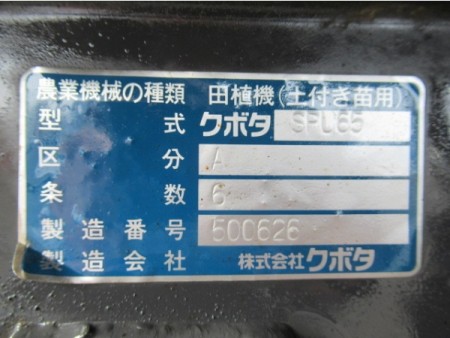 農業機械の種類 田植機(土付き苗用)
型式 クボタ SPL65
区分 A
条数 6
製造番号 500626
製造会社 株式会社クボタ